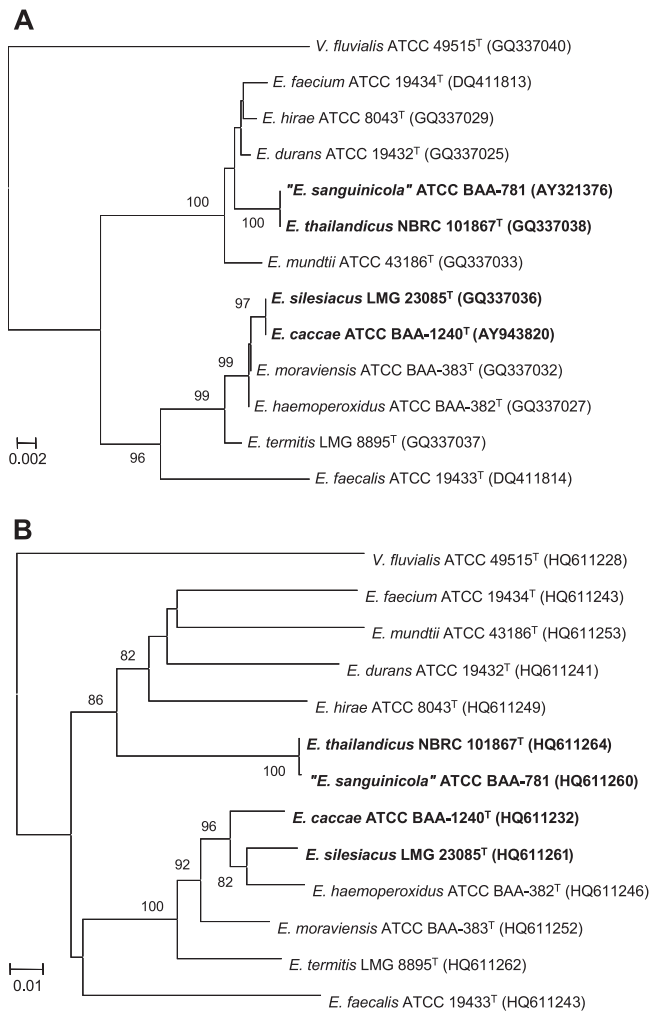 A
V. fluvialis ATCC 49515ᵀ (GQ337040)
E. faecium ATCC 19434ᵀ (DQ411813)
E. hirae ATCC 8043ᵀ (GQ337029)
E. durans ATCC 19432ᵀ (GQ337025)
"E. sanguinicola" ATCC BAA-781 (AY321376)
100
100
E. thailandicus NBRC 101867ᵀ (GQ337038)
E. mundtii ATCC 43186ᵀ (GQ337033)
E. silesiacus LMG 23085ᵀ (GQ337036)
97
E. caccae ATCC BAA-1240ᵀ (AY943820)
99
E. moraviensis ATCC BAA-383ᵀ (GQ337032)
99
E. haemoperoxidus ATCC BAA-382ᵀ (GQ337027)
E. termitis LMG 8895ᵀ (GQ337037)
0.002
96
E. faecalis ATCC 19433ᵀ (DQ411814)
B
V. fluvialis ATCC 49515ᵀ (HQ611228)
E. faecium ATCC 19434ᵀ (HQ611243)
E. mundtii ATCC 43186ᵀ (HQ611253)
82
E. durans ATCC 19432ᵀ (HQ611241)
86
E. hirae ATCC 8043ᵀ (HQ611249)
E. thailandicus NBRC 101867ᵀ (HQ611264)
100
"E. sanguinicola" ATCC BAA-781 (HQ611260)
E. caccae ATCC BAA-1240ᵀ (HQ611232)
96
E. silesiacus LMG 23085ᵀ (HQ611261)
92
82
E. haemoperoxidus ATCC BAA-382ᵀ (HQ611246)
100
E. moraviensis ATCC BAA-383ᵀ (HQ611252)
E. termitis LMG 8895ᵀ (HQ611262)
0.01
E. faecalis ATCC 19433ᵀ (HQ611243)